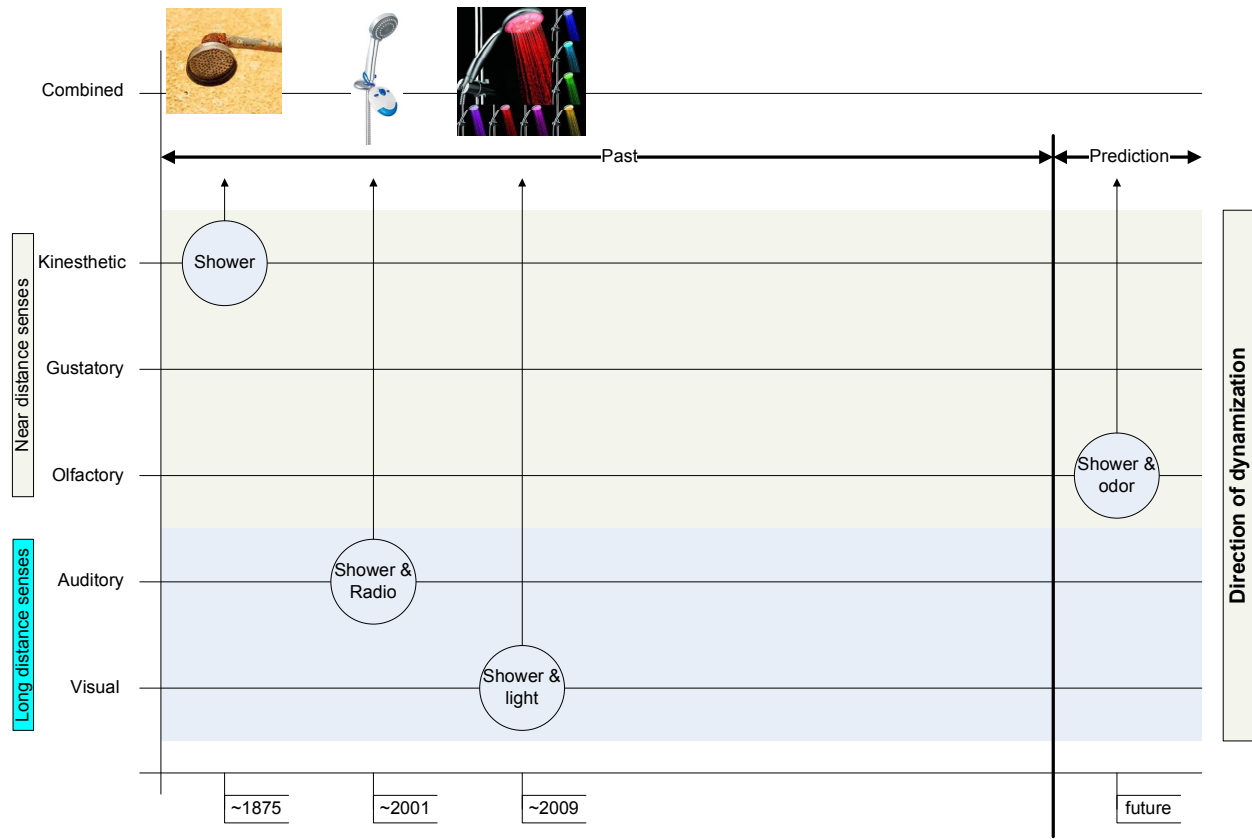 Combined
Past
Prediction
Near distance senses
Kinesthetic
Shower
Gustatory
Olfactory
Shower &
odor
Direction of dynamization
Long distance senses
Auditory
Shower &
Radio
Visual
Shower &
light
~1875
~2001
~2009
future